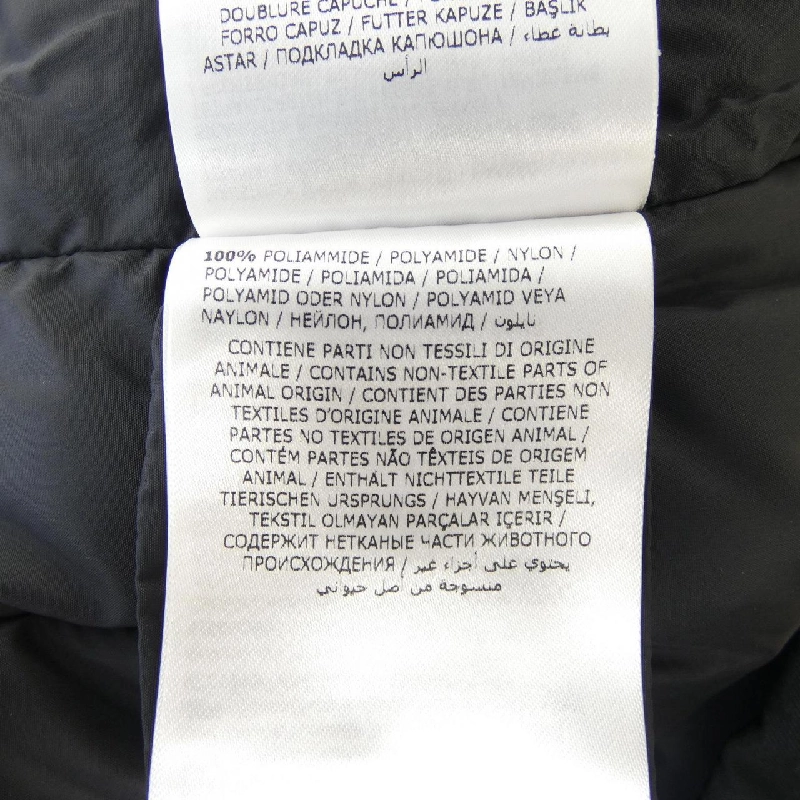 DOUBLURE CAPUCHE /
FORRO CAPUZ / FUTTER KAPUZE / BAŞLIK
ASTAR / ПОДКЛАДКА КАПЮШОНА / بطانة غطاء،
الرأس
100% POLIAMMIDE / POLYAMIDE / NYLON /
POLYAMIDE / POLIAMIDA / POLIAMIDA /
POLYAMID ODER NYLON / POLYAMID VEYA
NAYLON / НЕЙЛОН, ПОЛИАМИД / نايلون
CONTIENE PARTI NON TESSILI DI ORIGINE
ANIMALE / CONTAINS NON-TEXTILE PARTS OF
ANIMAL ORIGIN / CONTIENT DES PARTIES NON
TEXTILES D'ORIGINE ANIMALE / CONTIENE
PARTES NO TEXTILES DE ORIGEN ANIMAL /
CONTÉM PARTES NÃO TÊXTEIS DE ORIGEM
ANIMAL / ENTHÄLT NICHTTEXTILE TEILE
TIERISCHEN URSPRUNGS / HAYVAN MENŞELİ,
TEKSTIL OLMAYAN PARÇALAR IÇERIR /
СОДЕРЖИТ НЕТКАНЫЕ ЧАСТИ ЖИВОТНОГО
ПРОИСХОЖДЕНИЯ / يحتوي على أجزاء غير
منسوجة من أصل حيواني